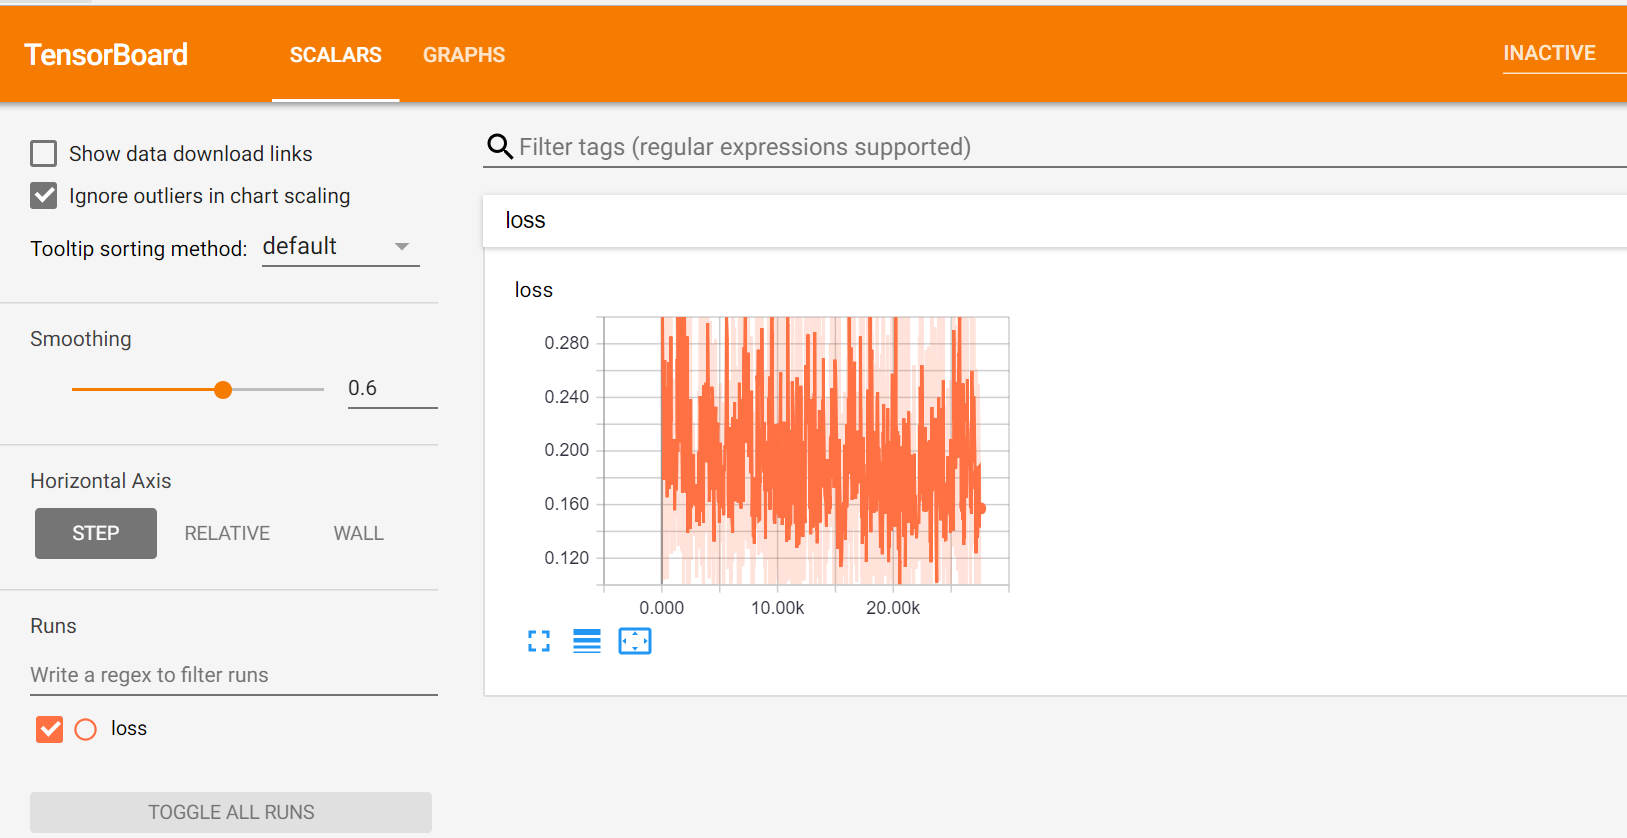 TensorBoard
SCALARS
GRAPHS
INACTIVE
Show data download links
Ignore outliers in chart scaling
Tooltip sorting method: default
Smoothing
0.6
Horizontal Axis
STEP
RELATIVE
WALL
Runs
Write a regex to filter runs
loss
TOGGLE ALL RUNS
Filter tags (regular expressions supported)
loss
loss
0.280
0.240
0.200
0.160
0.120
0.000
10.00k
20.00k